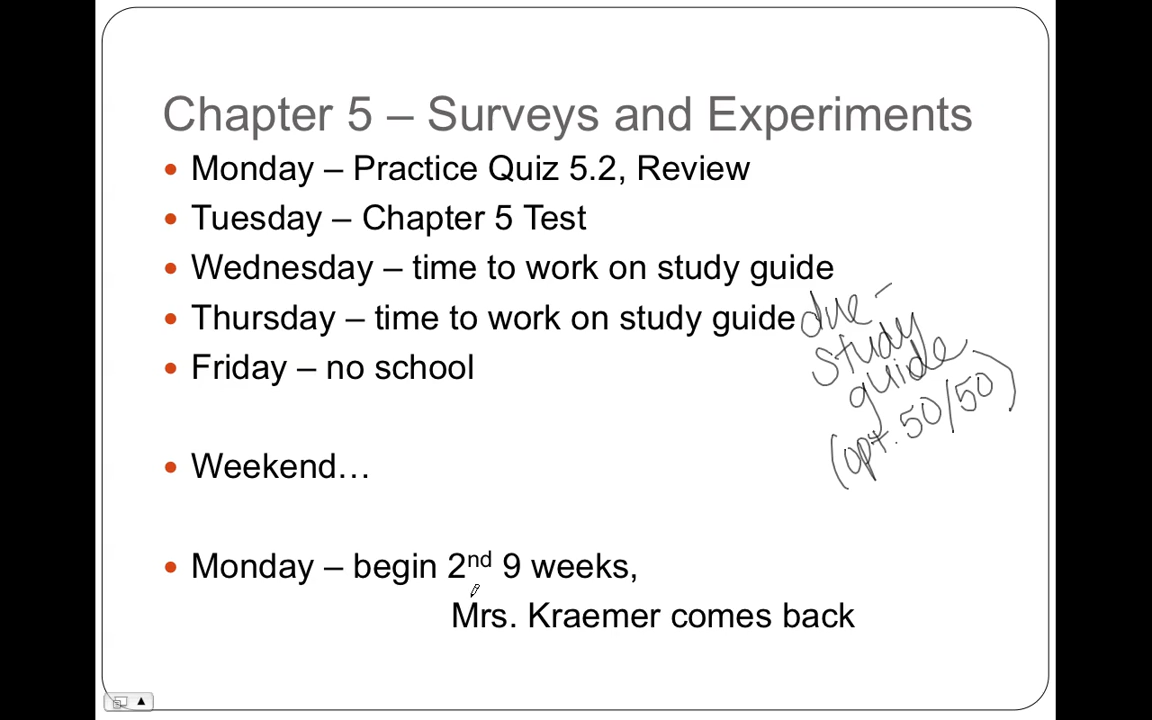 Chapter 5 – Surveys and Experiments
• Monday – Practice Quiz 5.2, Review
• Tuesday – Chapter 5 Test
• Wednesday – time to work on study guide
• Thursday – time to work on study guide
due –
study
guide
(opt. 50/50)
• Friday – no school
• Weekend…
• Monday – begin 2nd 9 weeks,
Mrs. Kraemer comes back